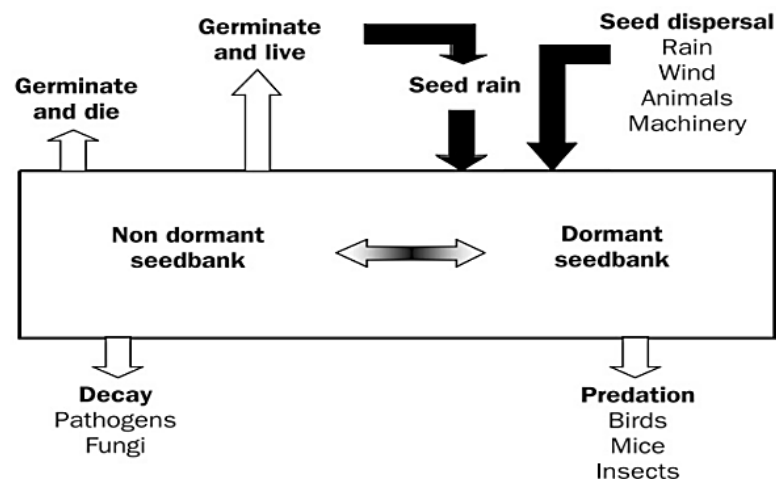 Germinate
and live
Germinate
and die
Seed rain
Seed dispersal
Rain
Wind
Animals
Machinery
Non dormant
seedbank
Dormant
seedbank
Decay
Pathogens
Fungi
Predation
Birds
Mice
Insects